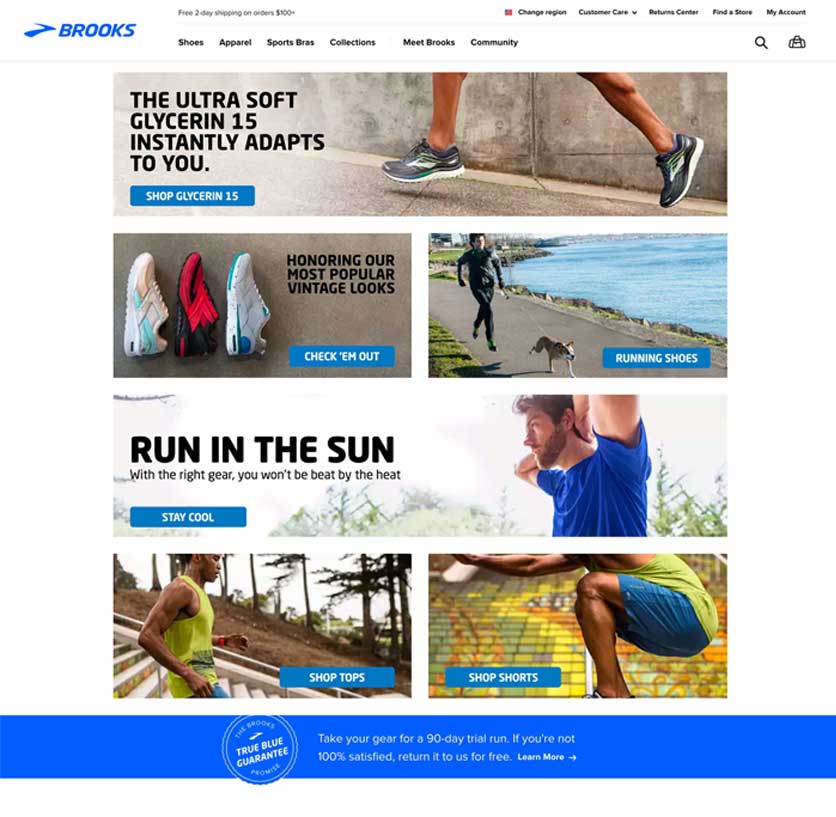 Free 2-day shipping on orders $100+
Change region
Customer Care
Returns Center
Find a Store
My Account
BROOKS
Shoes
Apparel
Sports Bras
Collections
Meet Brooks
Community
THE ULTRA SOFT
GLYCERIN 15
INSTANTLY ADAPTS
TO YOU.
SHOP GLYCERIN 15
HONORING OUR
MOST POPULAR
VINTAGE LOOKS
CHECK 'EM OUT
RUNNING SHOES
RUN IN THE SUN
With the right gear, you won't be beat by the heat
STAY COOL
SHOP TOPS
SHOP SHORTS
THE BROOKS
TRUE BLUE
GUARANTEE
PROMISE
Take your gear for a 90-day trial run. If you're not
100% satisfied, return it to us for free. Learn More →